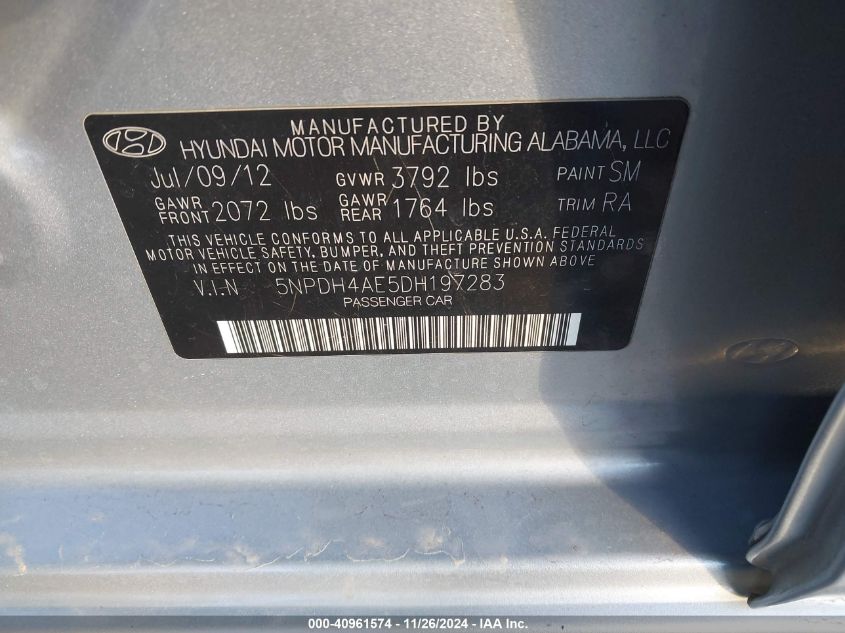 MANUFACTURED BY
HYUNDAI MOTOR MANUFACTURING ALABAMA, LLC
Jul/09/12 GVWR 3792 lbs PAINT SM
GAWR FRONT 2072 lbs GAWR REAR 1764 lbs TRIM RA
THIS VEHICLE CONFORMS TO ALL APPLICABLE U.S.A. FEDERAL
MOTOR VEHICLE SAFETY, BUMPER, AND THEFT PREVENTION STANDARDS
IN EFFECT ON THE DATE OF MANUFACTURE SHOWN ABOVE
V.I.N 5NPDH4AE5DH197283
PASSENGER CAR
000-40961574 — 11/26/2024 — IAA Inc.